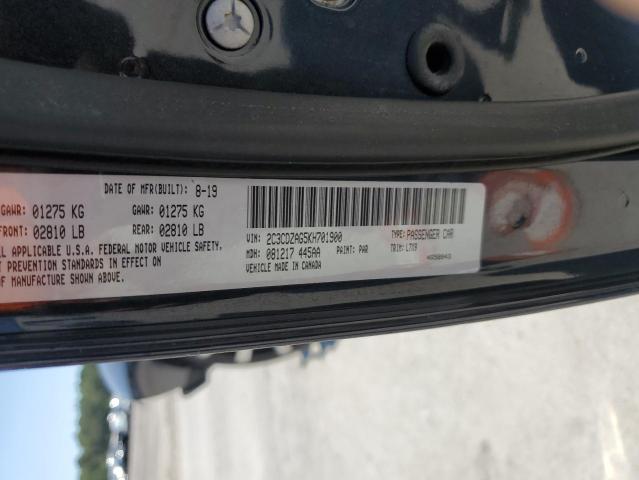 DATE OF MFR(BUILT): 8-19
GAWR: 01275 KG GAWR: 01275 KG
FRONT: 02810 LB REAR: 02810 LB
ALL APPLICABLE U.S.A. FEDERAL MOTOR VEHICLE SAFETY,
PREVENTION STANDARDS IN EFFECT ON
OF MANUFACTURE SHOWN ABOVE.
VIN: 2C3CDZAG5KH701900
TYPE: PASSENGER CAR
MDH: 081217 445AA PAINT: PAR TRIM: L7X9
VEHICLE MADE IN CANADA